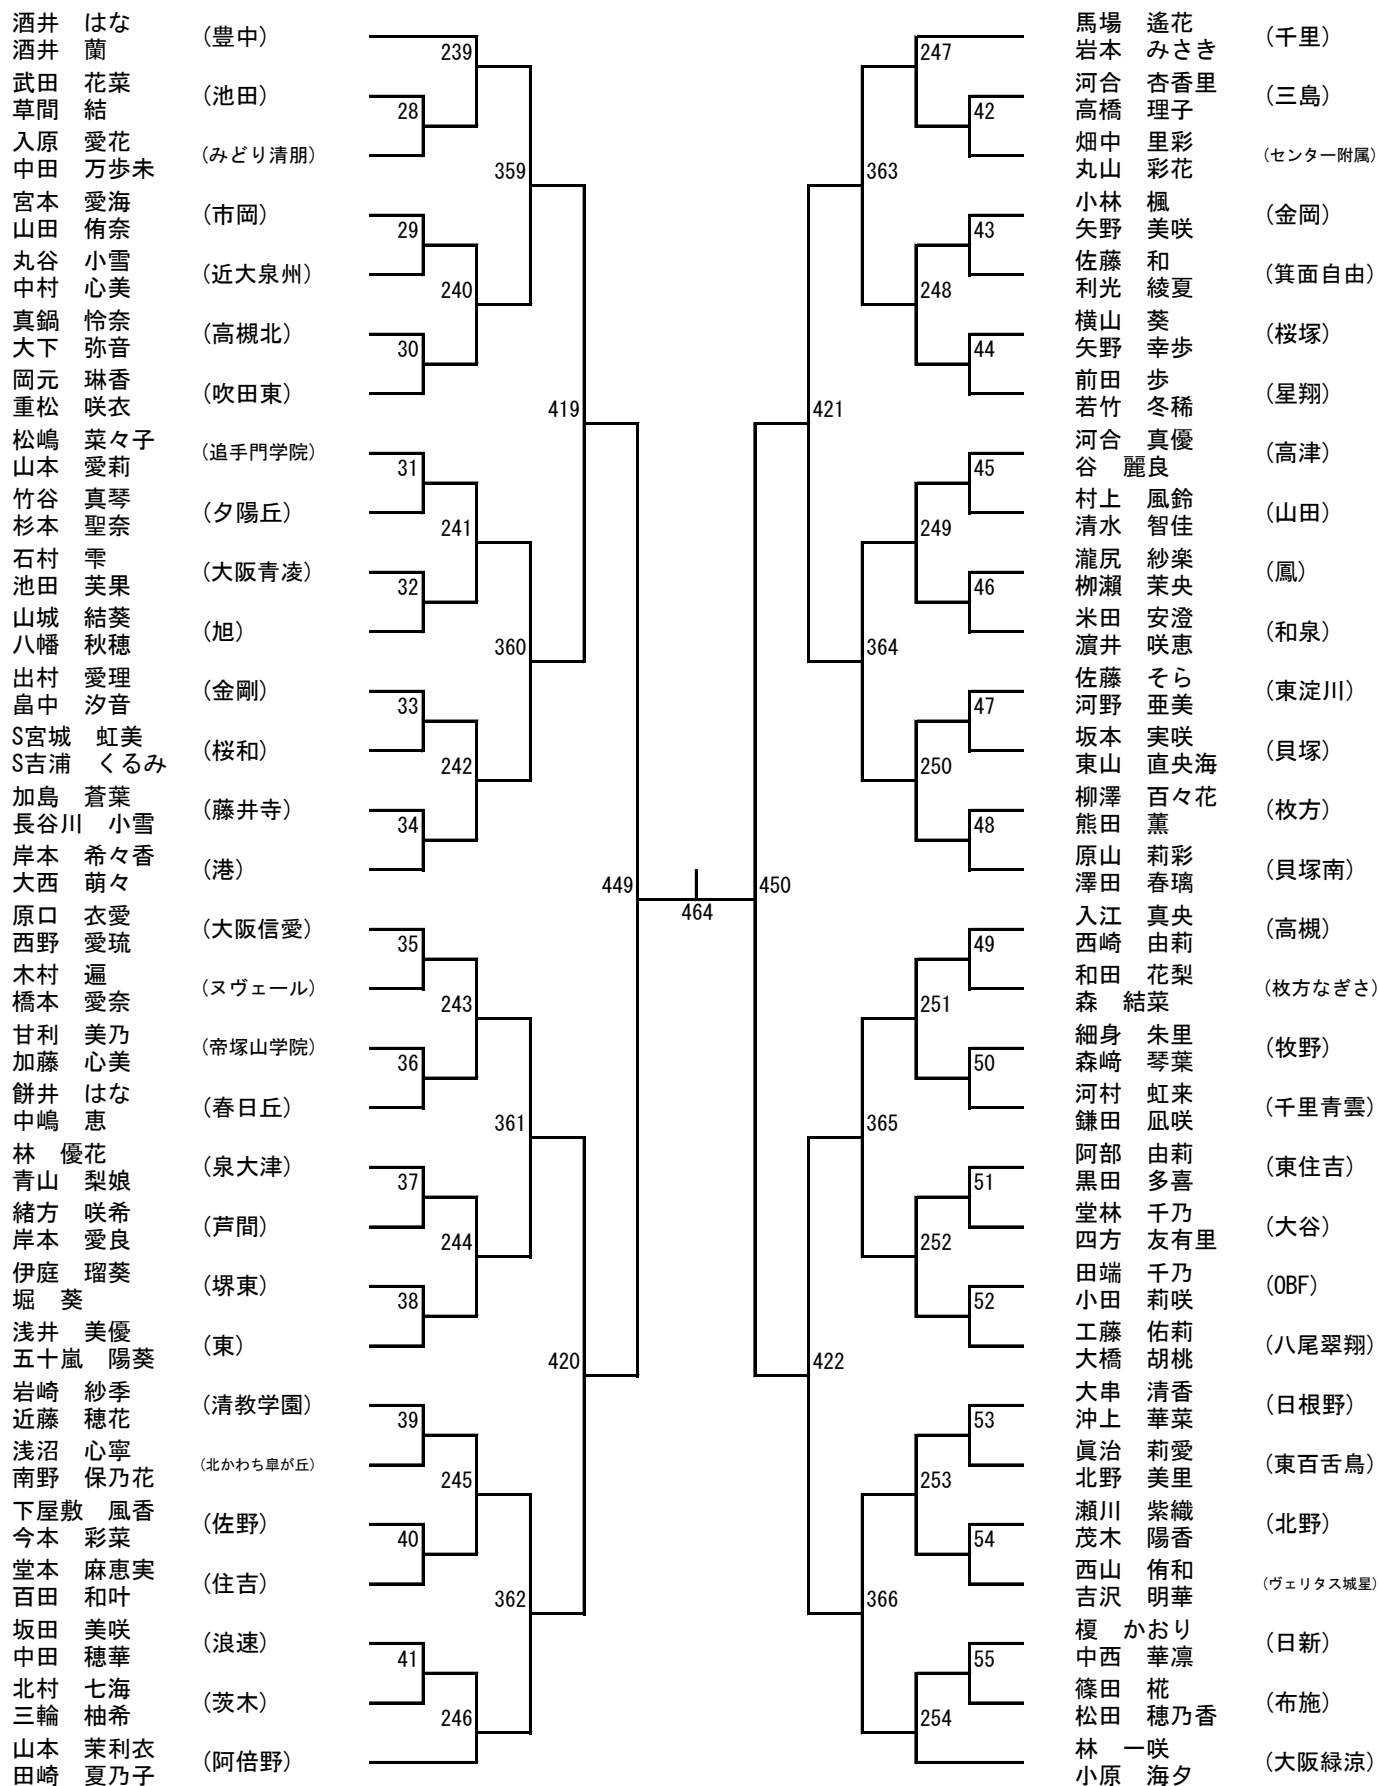 酒井　はな
酒井　蘭
(豊中)
武田　花菜
草間　結
(池田)
入原　愛花
中田　万歩未
(みどり清朋)
宮本　愛海
山田　侑奈
(市岡)
丸谷　小雪
中村　心美
(近大泉州)
真鍋　怜奈
大下　弥音
(高槻北)
岡元　琳香
重松　咲衣
(吹田東)
松嶋　菜々子
山本　愛莉
(追手門学院)
竹谷　真琴
杉本　聖奈
(夕陽丘)
石村　雫
池田　芙果
(大阪青凌)
山城　結葵
八幡　秋穂
(旭)
出村　愛理
畠中　汐音
(金剛)
S宮城　虹美
S吉浦　くるみ
(桜和)
加島　蒼葉
長谷川　小雪
(藤井寺)
岸本　希々香
大西　萌々
(港)
原口　衣愛
西野　愛琉
(大阪信愛)
木村　遍
橋本　愛奈
(ヌヴェール)
甘利　美乃
加藤　心美
(帝塚山学院)
餅井　はな
中嶋　恵
(春日丘)
林　優花
青山　梨娘
(泉大津)
緒方　咲希
岸本　愛良
(芦間)
伊庭　瑠葵
堀　葵
(堺東)
浅井　美優
五十嵐　陽葵
(東)
岩崎　紗季
近藤　穂花
(清教学園)
浅沼　心寧
南野　保乃花
(北かわち皐が丘)
下屋敷　風香
今本　彩菜
(佐野)
堂本　麻恵実
百田　和叶
(住吉)
坂田　美咲
中田　穂華
(浪速)
北村　七海
三輪　柚希
(茨木)
山本　茉利衣
田崎　夏乃子
(阿倍野)
239
28
359
29
240
30
419
31
241
32
360
33
242
34
449
35
243
36
361
37
244
38
420
39
245
40
362
41
246
464
247
42
363
43
248
44
421
45
249
46
364
47
250
48
450
49
251
50
365
51
252
52
422
53
253
54
366
55
254
馬場　遙花
岩本　みさき
(千里)
河合　杏香里
高橋　理子
(三島)
畑中　里彩
丸山　彩花
(センター附属)
小林　楓
矢野　美咲
(金岡)
佐藤　和
利光　綾夏
(箕面自由)
横山　葵
矢野　幸歩
(桜塚)
前田　歩
若竹　冬稀
(星翔)
河合　真優
谷　麗良
(高津)
村上　風鈴
清水　智佳
(山田)
瀧尻　紗楽
栁瀨　茉央
(鳳)
米田　安澄
濵井　咲恵
(和泉)
佐藤　そら
河野　亜美
(東淀川)
坂本　実咲
東山　直央海
(貝塚)
柳澤　百々花
熊田　薫
(枚方)
原山　莉彩
澤田　春璃
(貝塚南)
入江　真央
西崎　由莉
(高槻)
和田　花梨
森　結菜
(枚方なぎさ)
細身　朱里
森﨑　琴葉
(牧野)
河村　虹来
鎌田　凪咲
(千里青雲)
阿部　由莉
黒田　多喜
(東住吉)
堂林　千乃
四方　友有里
(大谷)
田端　千乃
小田　莉咲
(OBF)
工藤　佑莉
大橋　胡桃
(八尾翠翔)
大串　清香
沖上　華菜
(日根野)
眞治　莉愛
北野　美里
(東百舌鳥)
瀬川　紫織
茂木　陽香
(北野)
西山　侑和
吉沢　明華
(ヴェリタス城星)
榎　かおり
中西　華凛
(日新)
篠田　椛
松田　穂乃香
(布施)
林　一咲
小原　海夕
(大阪緑涼)